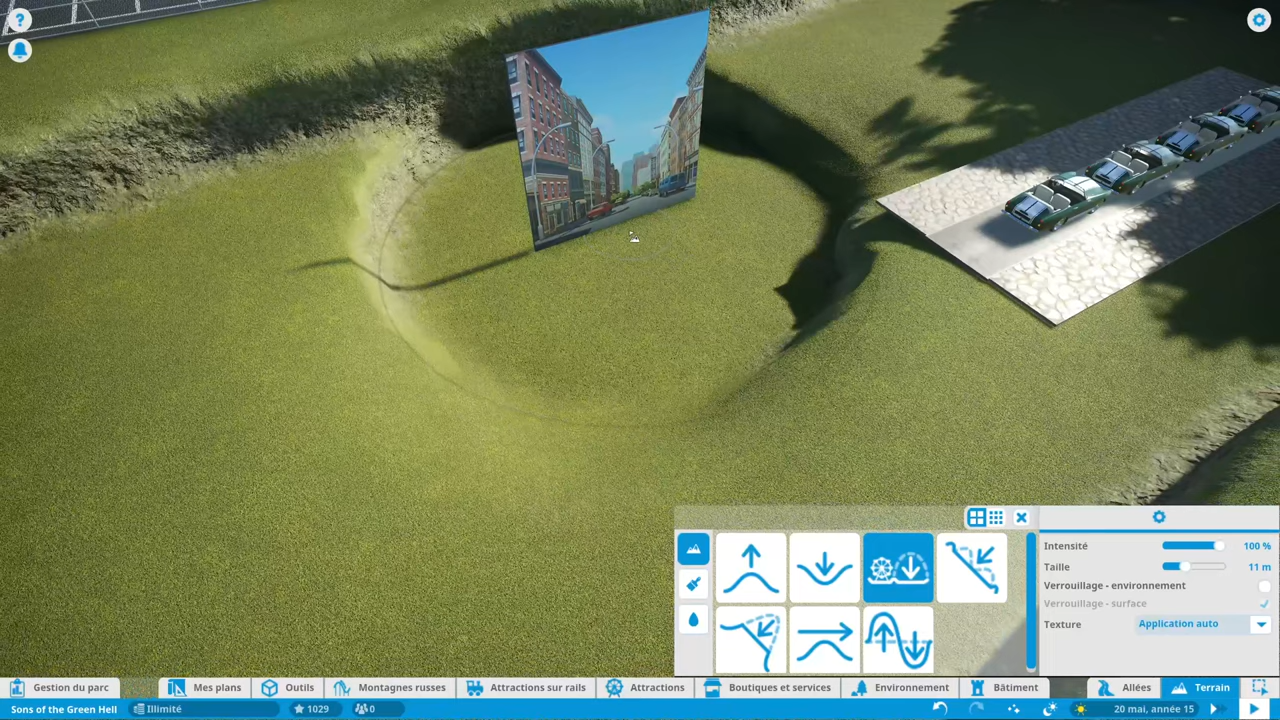 ?
Intensité 100 %
Taille 11 m
Verrouillage - environnement
Verrouillage - surface
Texture Application auto
Gestion du parc Mes plans Outils Montagnes russes Attractions sur rails Attractions Boutiques et services Environnement Bâtiment Allées Terrain
Sons of the Green Hell Illimité 1029 0 20 mai, année 15